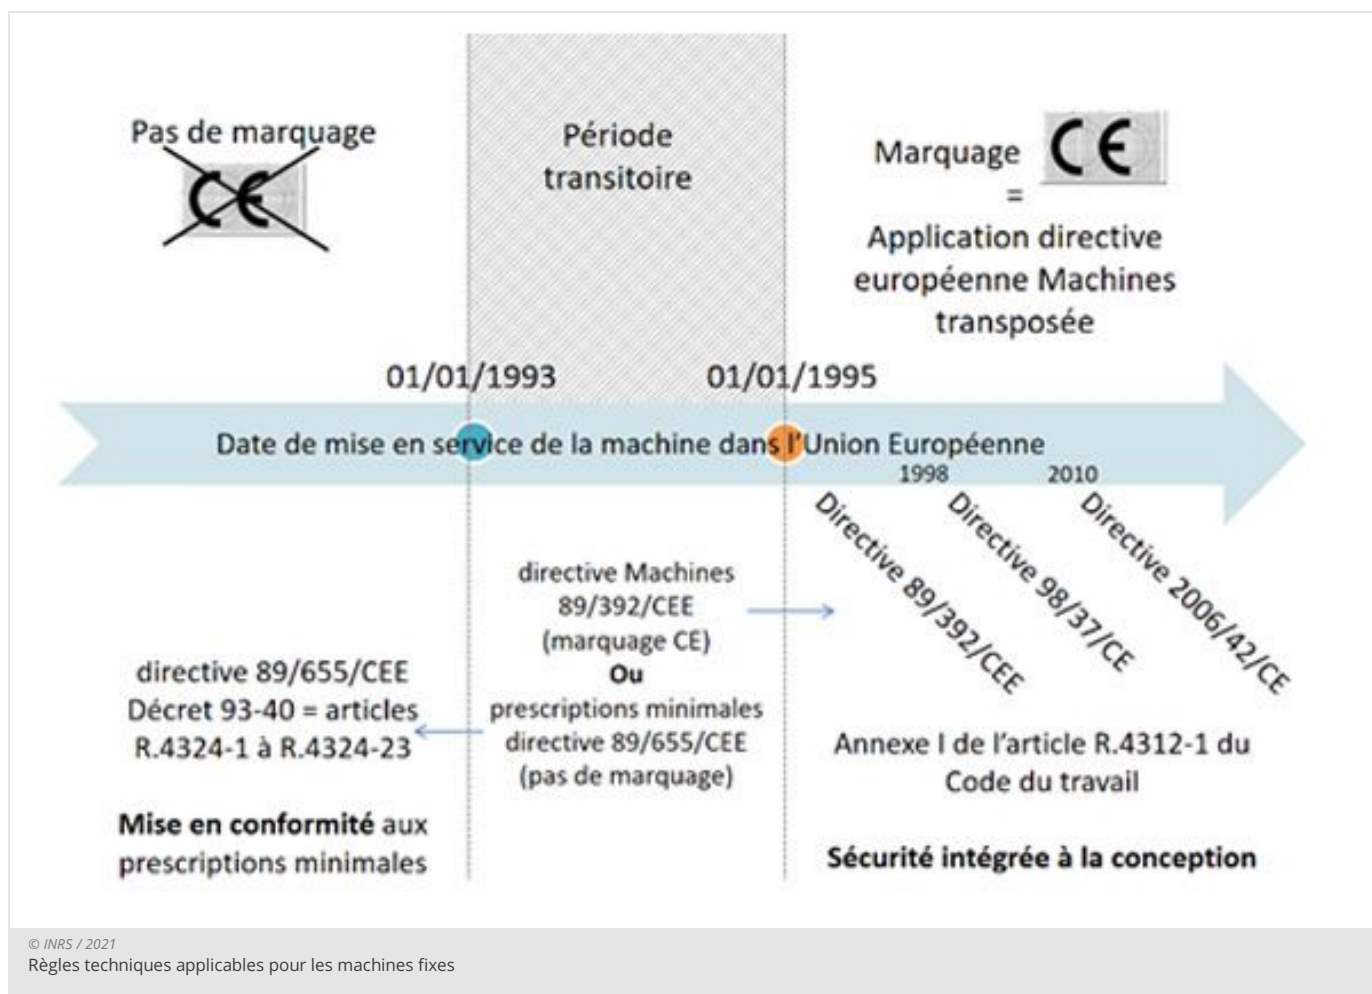 Pas de marquage
CE
Période
transitoire
Marquage CE
=
Application directive
européenne Machines
transposée
01/01/1993
01/01/1995
Date de mise en service de la machine dans l'Union Européenne
1998
2010
Directive 89/392/CEE
Directive 98/37/CE
Directive 2006/42/CE
directive Machines
89/392/CEE
(marquage CE)
Ou
prescriptions minimales
directive 89/655/CEE
(pas de marquage)
directive 89/655/CEE
Décret 93-40 = articles
R.4324-1 à R.4324-23
Mise en conformité aux
prescriptions minimales
Annexe I de l'article R.4312-1 du
Code du travail
Sécurité intégrée à la conception
© INRS / 2021
Règles techniques applicables pour les machines fixes